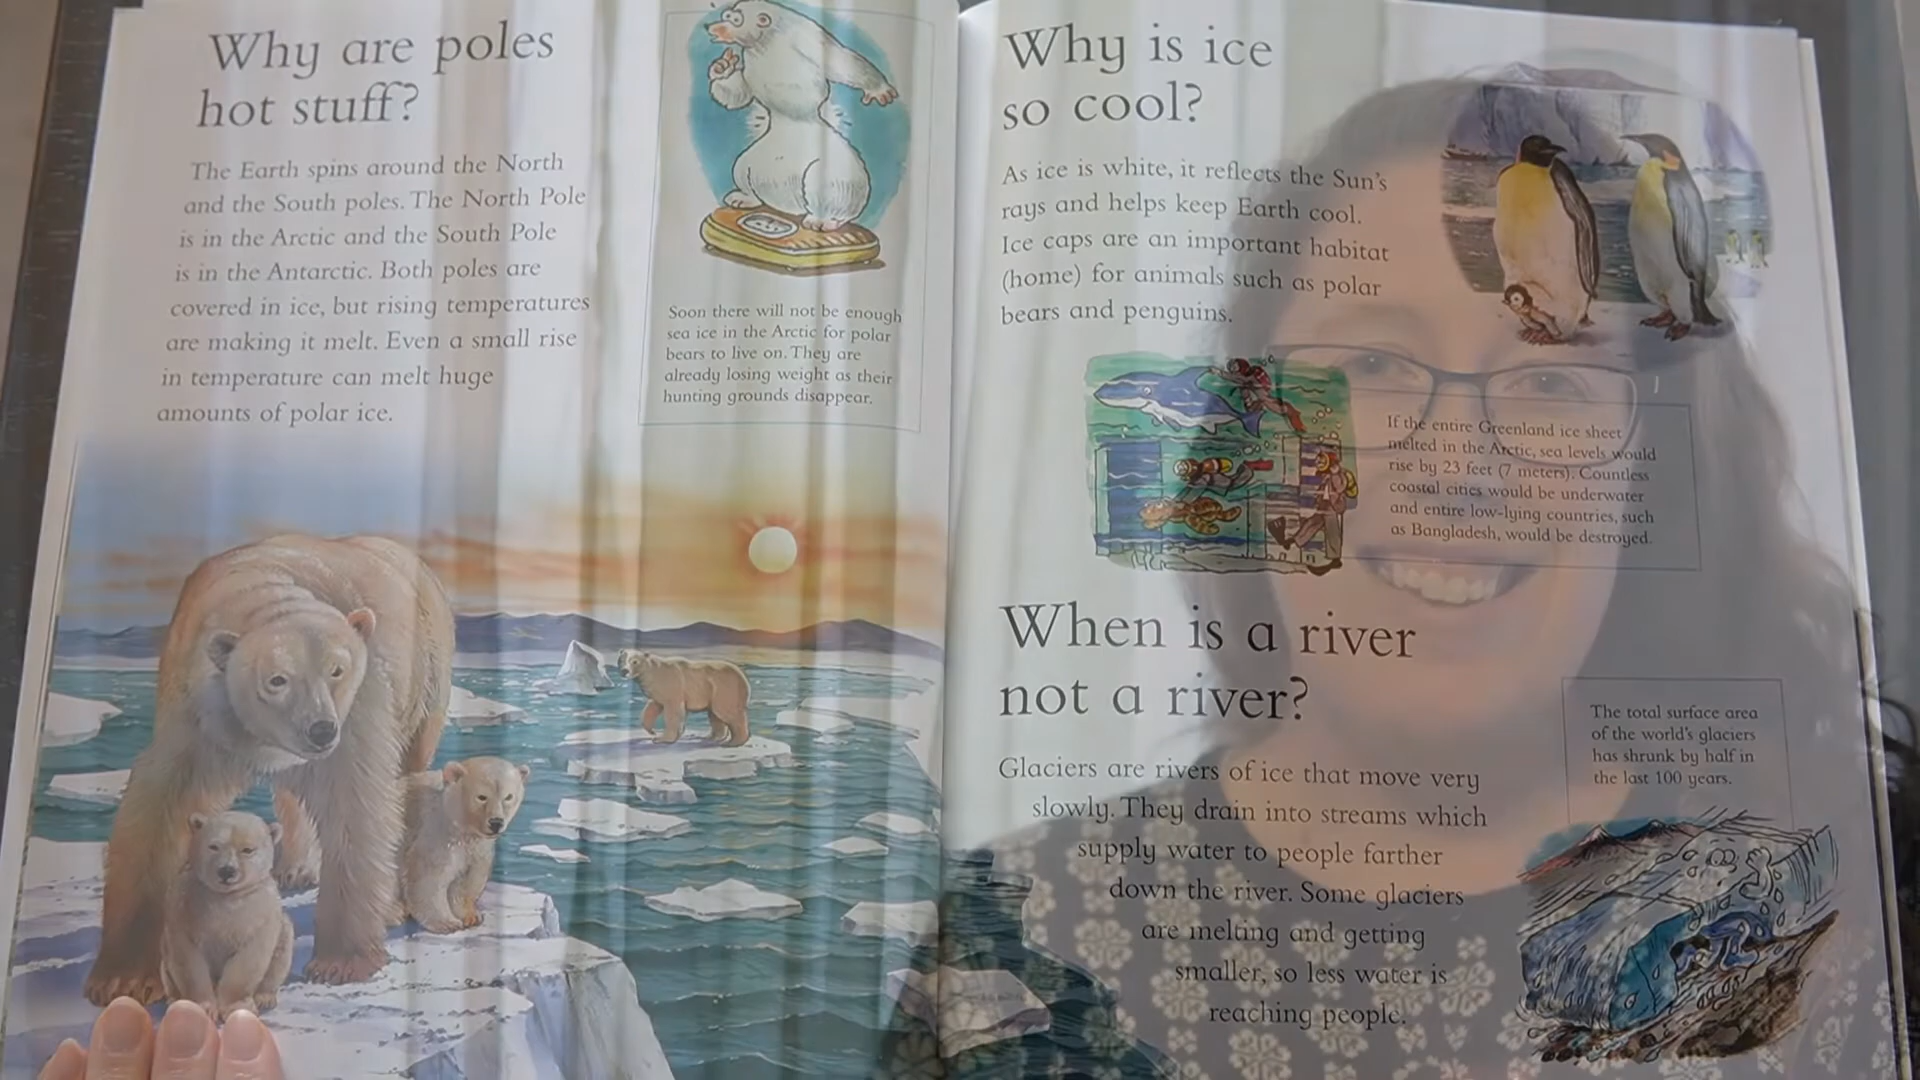 Why are poles
hot stuff?
The Earth spins around the North
and the South poles. The North Pole
is in the Arctic and the South Pole
is in the Antarctic. Both poles are
covered in ice, but rising temperatures
are making it melt. Even a small rise
in temperature can melt huge
amounts of polar ice.
Soon there will not be enough
sea ice in the Arctic for polar
bears to live on. They are
already losing weight as their
hunting grounds disappear.
Why is ice
so cool?
As ice is white, it reflects the Sun's
rays and helps keep Earth cool.
Ice caps are an important habitat
(home) for animals such as polar
bears and penguins.
If the entire Greenland ice sheet
melted in the Arctic, sea levels would
rise by 23 feet (7 meters). Countless
coastal cities would be underwater
and entire low-lying countries, such
as Bangladesh, would be destroyed.
When is a river
not a river?
Glaciers are rivers of ice that move very
slowly. They drain into streams which
supply water to people farther
down the river. Some glaciers
are melting and getting
smaller, so less water is
reaching people.
The total surface area
of the world's glaciers
has shrunk by half in
the last 100 years.